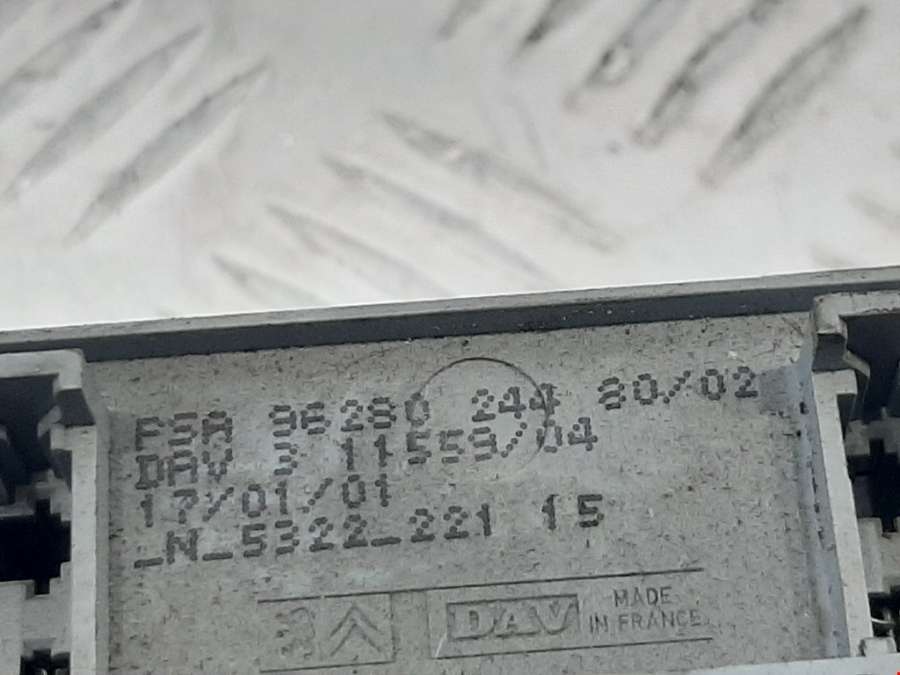 PSA 96280 244 80/02
DAV 3 11559/04
17/01/01
_N_5322_221 15
DAV
MADE
IN FRANCE